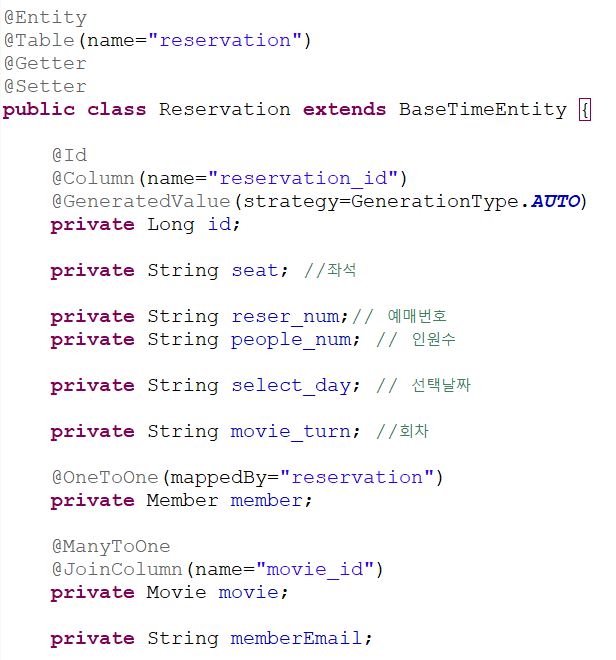 @Entity
@Table(name="reservation")
@Getter
@Setter
public class Reservation extends BaseTimeEntity {
@Id
@Column(name="reservation_id")
@GeneratedValue(strategy=GenerationType.AUTO)
private Long id;
private String seat; //좌석
private String reser_num;// 예매번호
private String people_num; // 인원수
private String select_day; // 선택날짜
private String movie_turn; //회차
@OneToOne(mappedBy="reservation")
private Member member;
@ManyToOne
@JoinColumn(name="movie_id")
private Movie movie;
private String memberEmail;